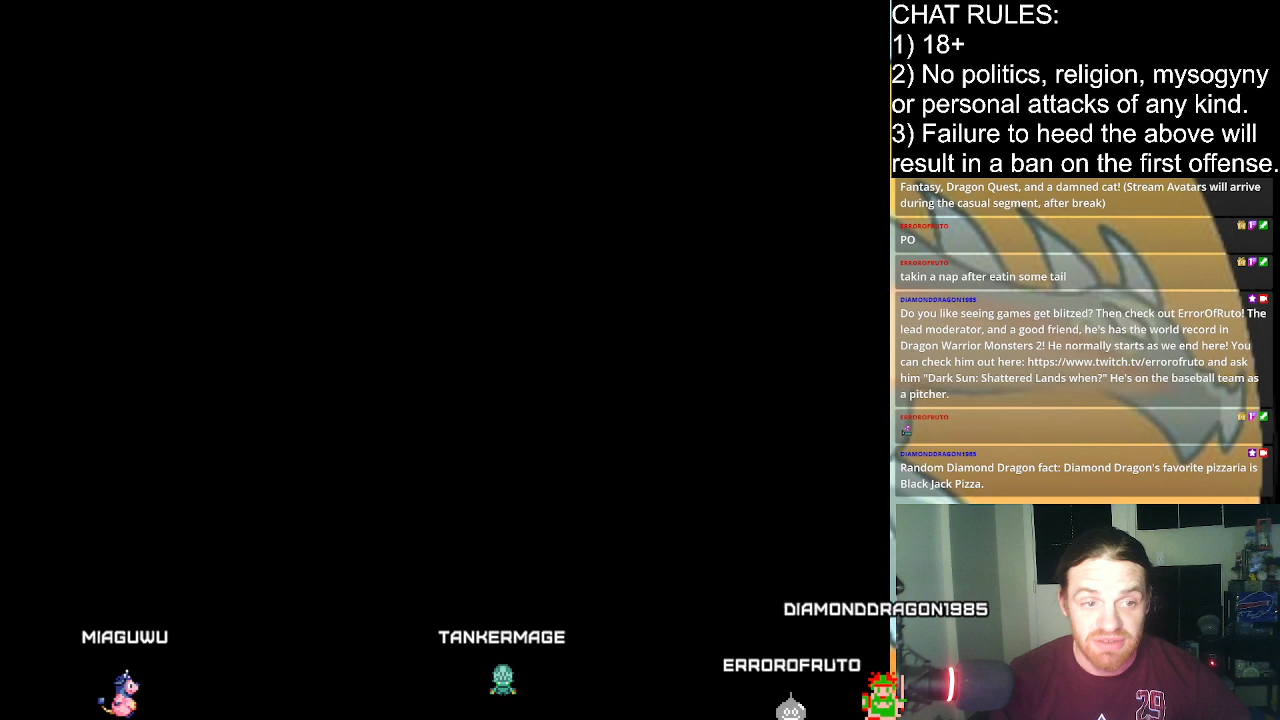 CHAT RULES:
1) 18+
2) No politics, religion, mysogyny
or personal attacks of any kind.
3) Failure to heed the above will
result in a ban on the first offense.
Fantasy, Dragon Quest, and a damned cat! (Stream Avatars will arrive
during the casual segment, after break)
ERROROFRUTO
PO
ERROROFRUTO
takin a nap after eatin some tail
DIAMONDDRAGON1985
Do you like seeing games get blitzed? Then check out ErrorOfRuto! The
lead moderator, and a good friend, he's has the world record in
Dragon Warrior Monsters 2! He normally starts as we end here! You
can check him out here: https://www.twitch.tv/errorofruto and ask
him "Dark Sun: Shattered Lands when?" He's on the baseball team as
a pitcher.
ERROROFRUTO
DIAMONDDRAGON1985
Random Diamond Dragon fact: Diamond Dragon's favorite pizzaria is
Black Jack Pizza.
DIAMONDDRAGON1985
MIAGUWU
TANKERMAGE
ERROROFRUTO
29